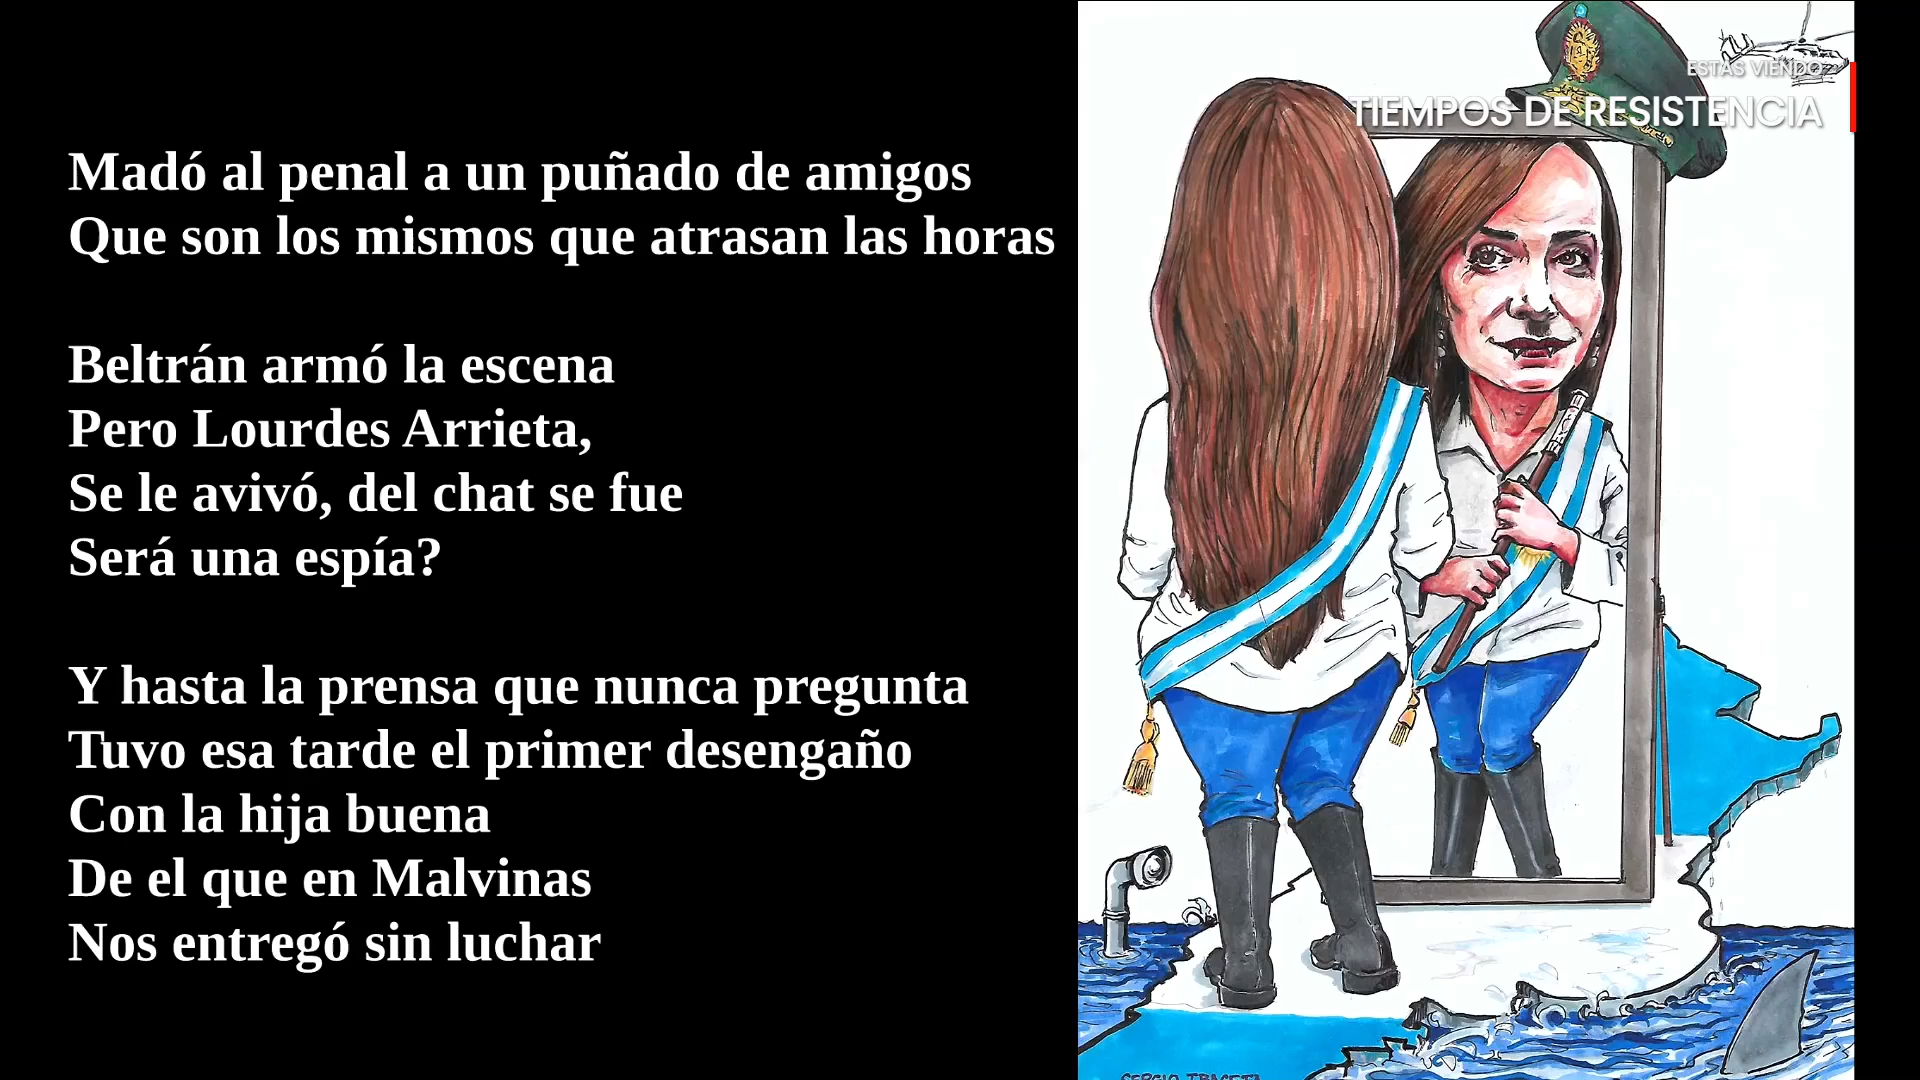 Madó al penal a un puñado de amigos
Que son los mismos que atrasan las horas
Beltrán armó la escena
Pero Lourdes Arrieta,
Se le avivó, del chat se fue
Será una espía?
Y hasta la prensa que nunca pregunta
Tuvo esa tarde el primer desengaño
Con la hija buena
De el que en Malvinas
Nos entregó sin luchar
ESTÁS VIENDO
TIEMPOS DE RESISTENCIA